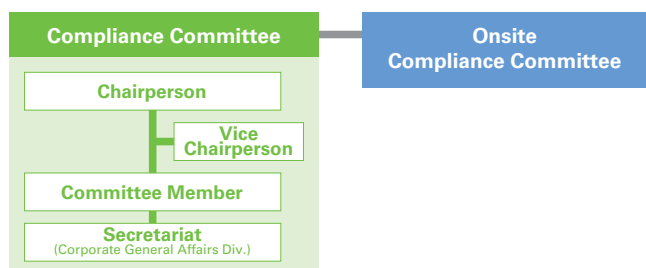 Compliance Committee
Onsite
Compliance Committee
Chairperson
Vice
Chairperson
Committee Member
Secretariat
(Corporate General Affairs Div.)